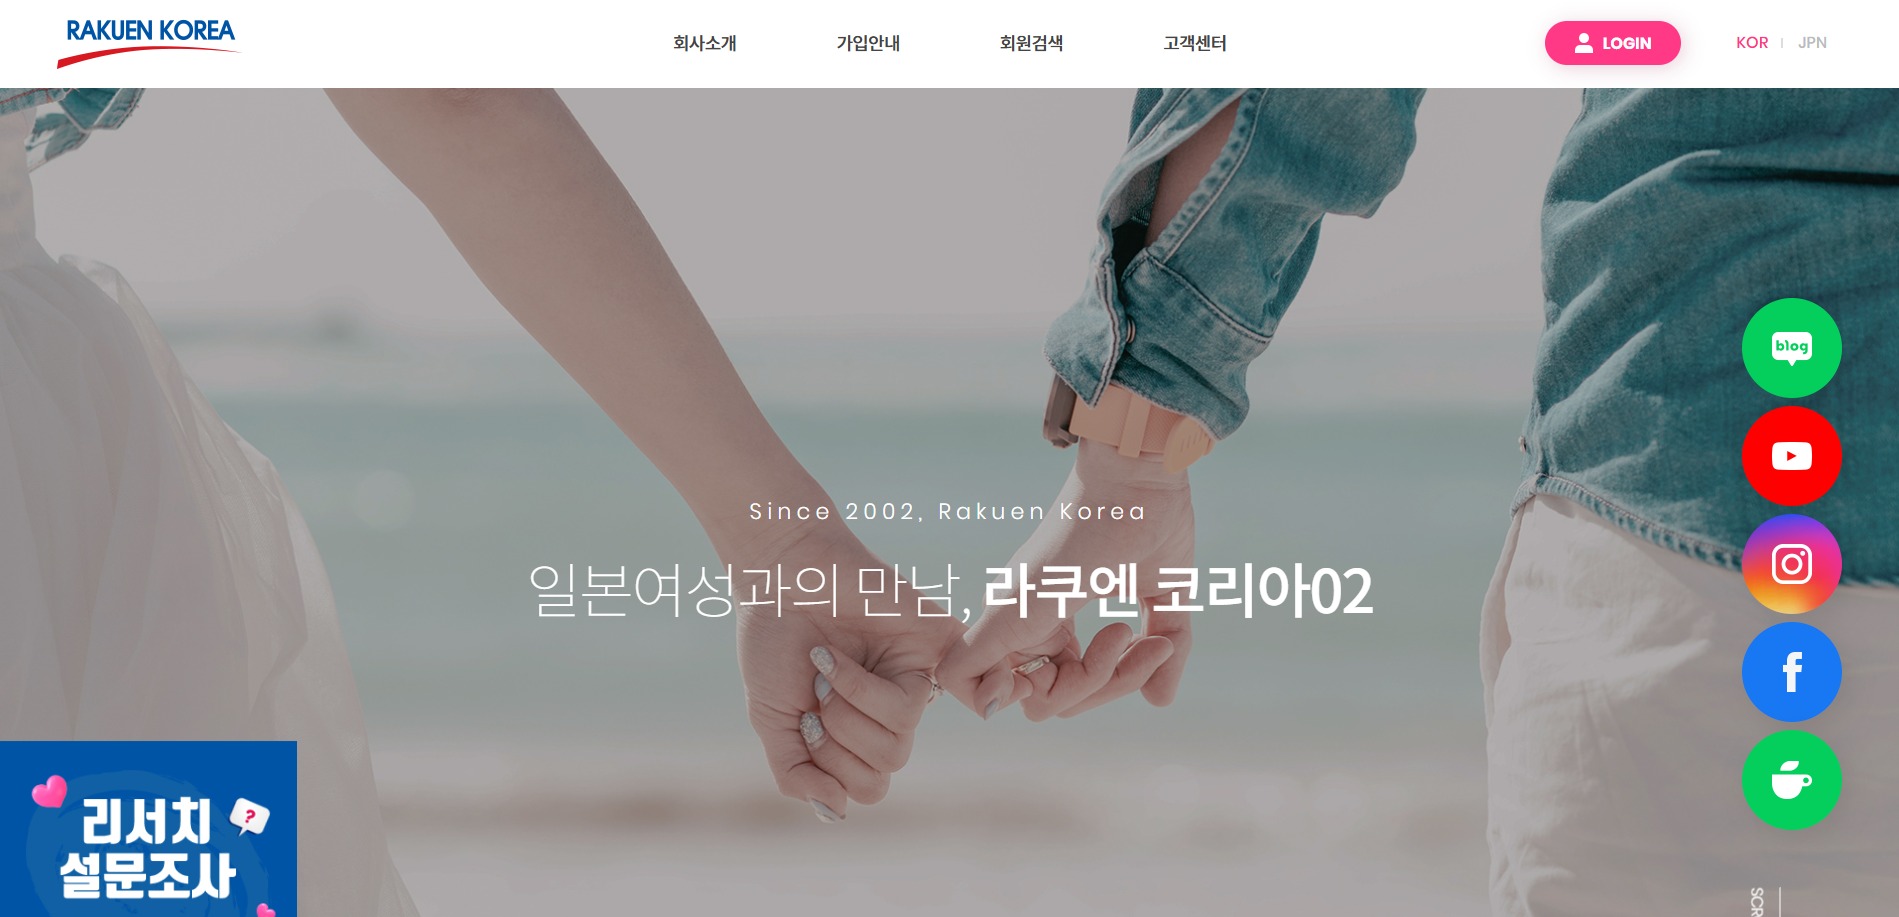 RAKUEN KOREA
회사소개
가입안내
회원검색
고객센터
LOGIN
KOR
JPN
blog
Since 2002, Rakuen Korea
일본여성과의 만남, 라쿠엔 코리아02
?
리서치
설문조사
SCR